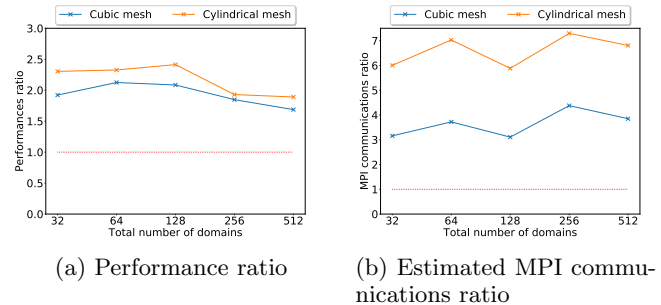 Cubic mesh Cylindrical mesh
3.0
2.5
2.0
1.5
1.0
0.5
0.0
Performances ratio
32 64 128 256 512
Total number of domains
(a) Performance ratio
Cubic mesh Cylindrical mesh
7
6
5
4
3
2
1
0
MPI communications ratio
32 64 128 256 512
Total number of domains
(b) Estimated MPI commu-
nications ratio